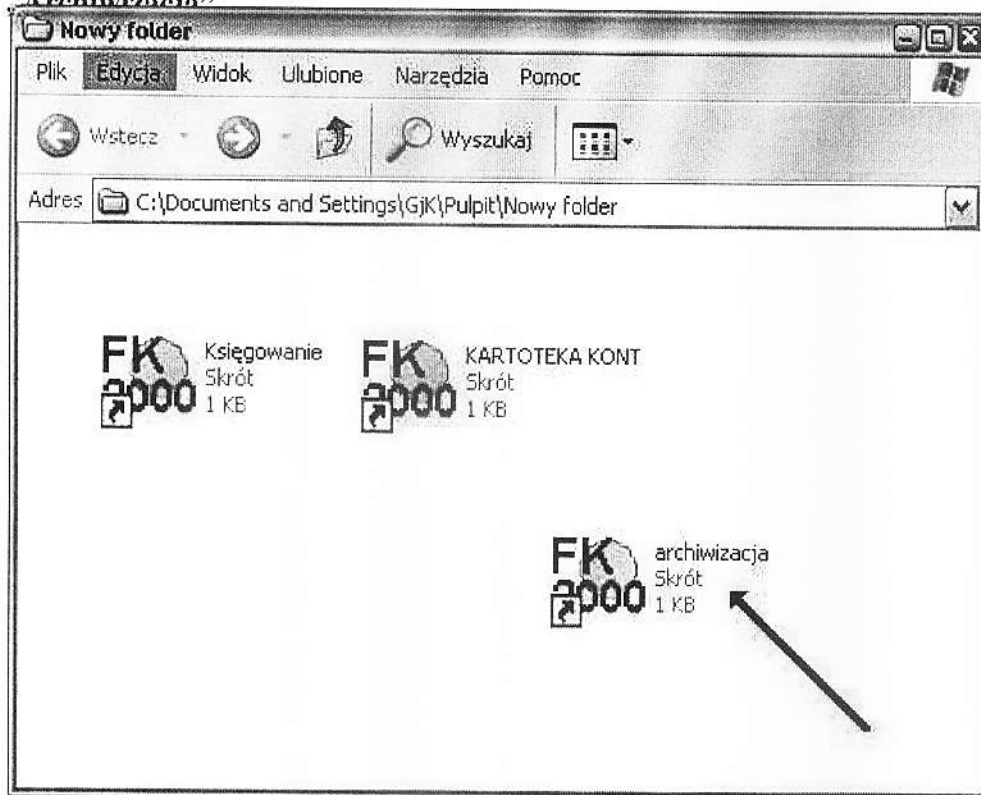 Nowy folder
Plik Edycja Widok Ulubione Narzędzia Pomoc
Wstecz Wyszukaj
Adres C:\Documents and Settings\GjK\Pulpit\Nowy folder
FK 2000 Księgowanie
Skrót
1 KB
FK 2000 KARTOTEKA KONT
Skrót
1 KB
FK 2000 archiwizacja
Skrót
1 KB